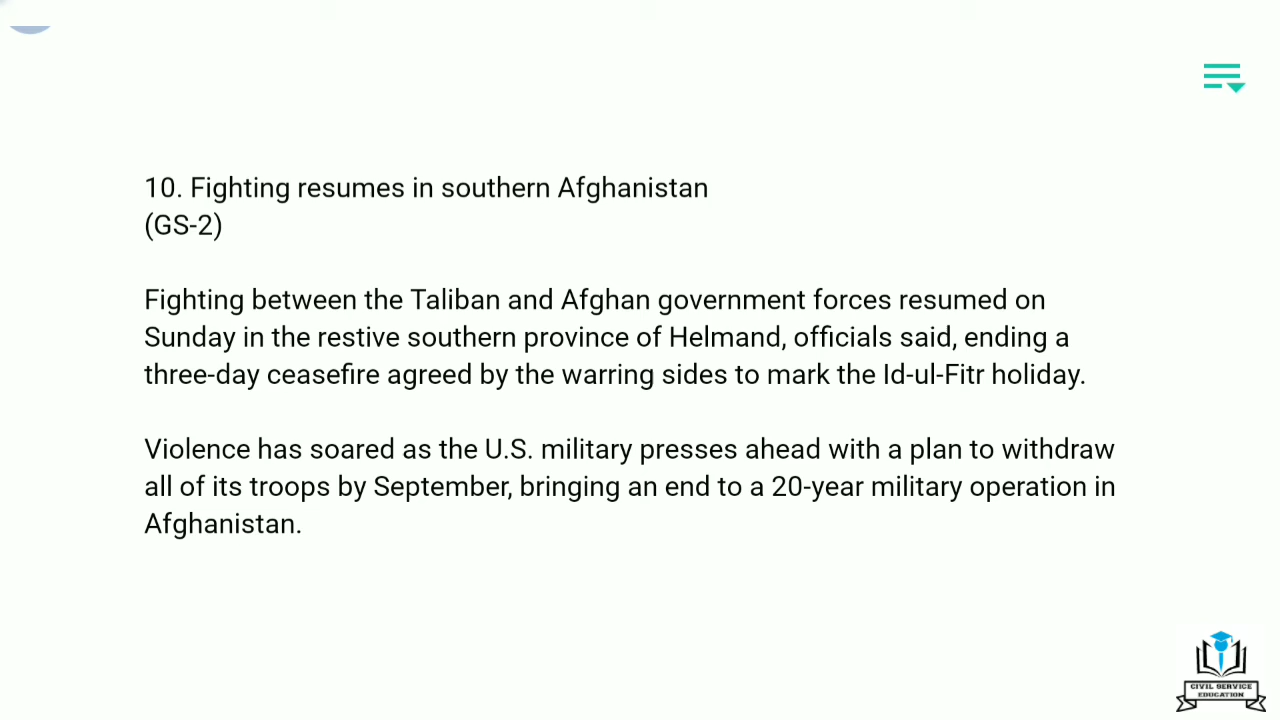 10. Fighting resumes in southern Afghanistan
(GS-2)
Fighting between the Taliban and Afghan government forces resumed on
Sunday in the restive southern province of Helmand, officials said, ending a
three-day ceasefire agreed by the warring sides to mark the Id-ul-Fitr holiday.
Violence has soared as the U.S. military presses ahead with a plan to withdraw
all of its troops by September, bringing an end to a 20-year military operation in
Afghanistan.
CIVIL SERVICE
EDUCATION